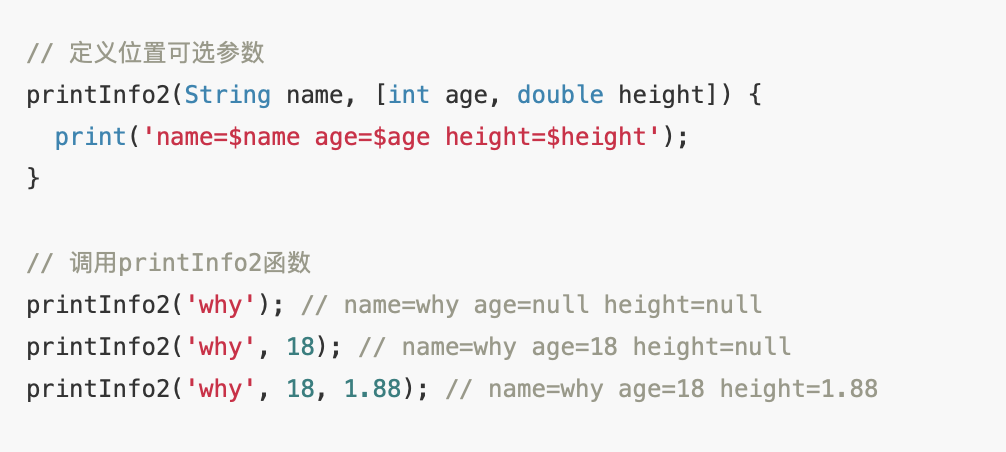 // 定义位置可选参数
printInfo2(String name, [int age, double height]) {
  print('name=$name age=$age height=$height');
}
// 调用printInfo2函数
printInfo2('why'); // name=why age=null height=null
printInfo2('why', 18); // name=why age=18 height=null
printInfo2('why', 18, 1.88); // name=why age=18 height=1.88